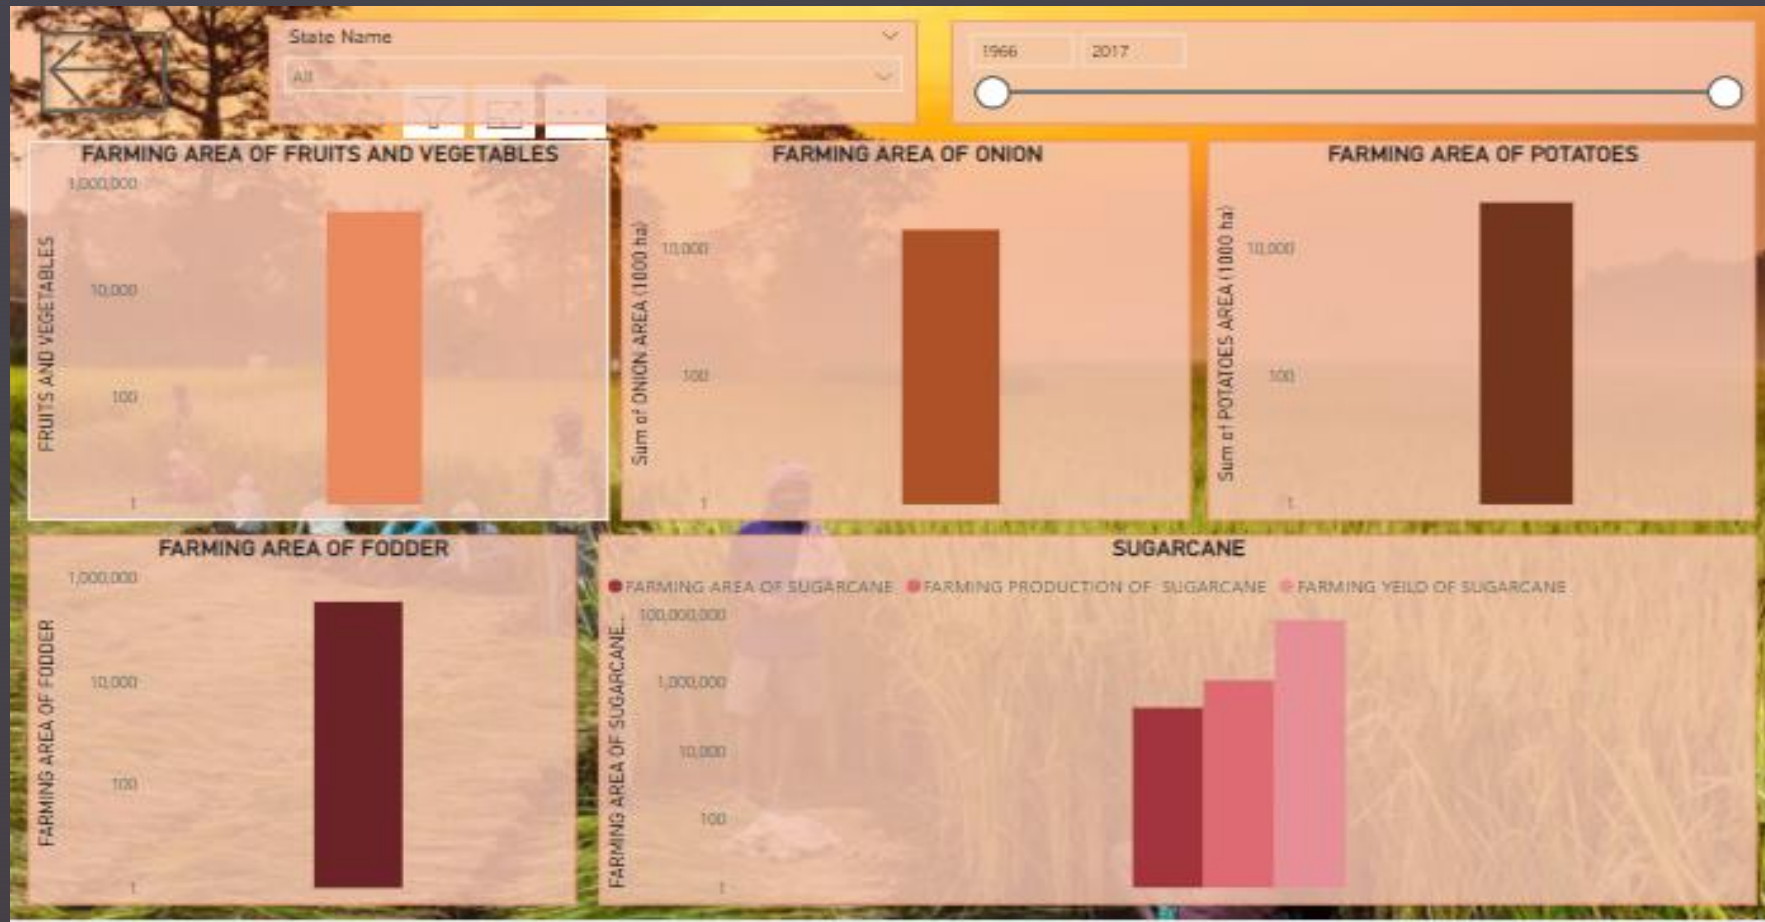 State Name
All
1966 2017
FARMING AREA OF FRUITS AND VEGETABLES
FRUITS AND VEGETABLES
1,000,000
10,000
100
1
FARMING AREA OF ONION
Sum of ONION AREA (1000 ha)
10,000
100
1
FARMING AREA OF POTATOES
Sum of POTATOES AREA (1000 ha)
10,000
100
1
FARMING AREA OF FODDER
FARMING AREA OF FODDER
1,000,000
10,000
100
1
SUGARCANE
FARMING AREA OF SUGARCANE FARMING PRODUCTION OF SUGARCANE FARMING YEILD OF SUGARCANE
FARMING AREA OF SUGARCANE...
100,000,000
1,000,000
10,000
100
1